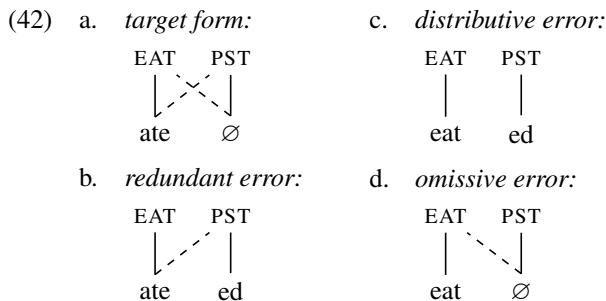 (42) a. target form:
EAT PST
ate ∅
b. redundant error:
EAT PST
ate ed
c. distributive error:
EAT PST
eat ed
d. omissive error:
EAT PST
eat ∅